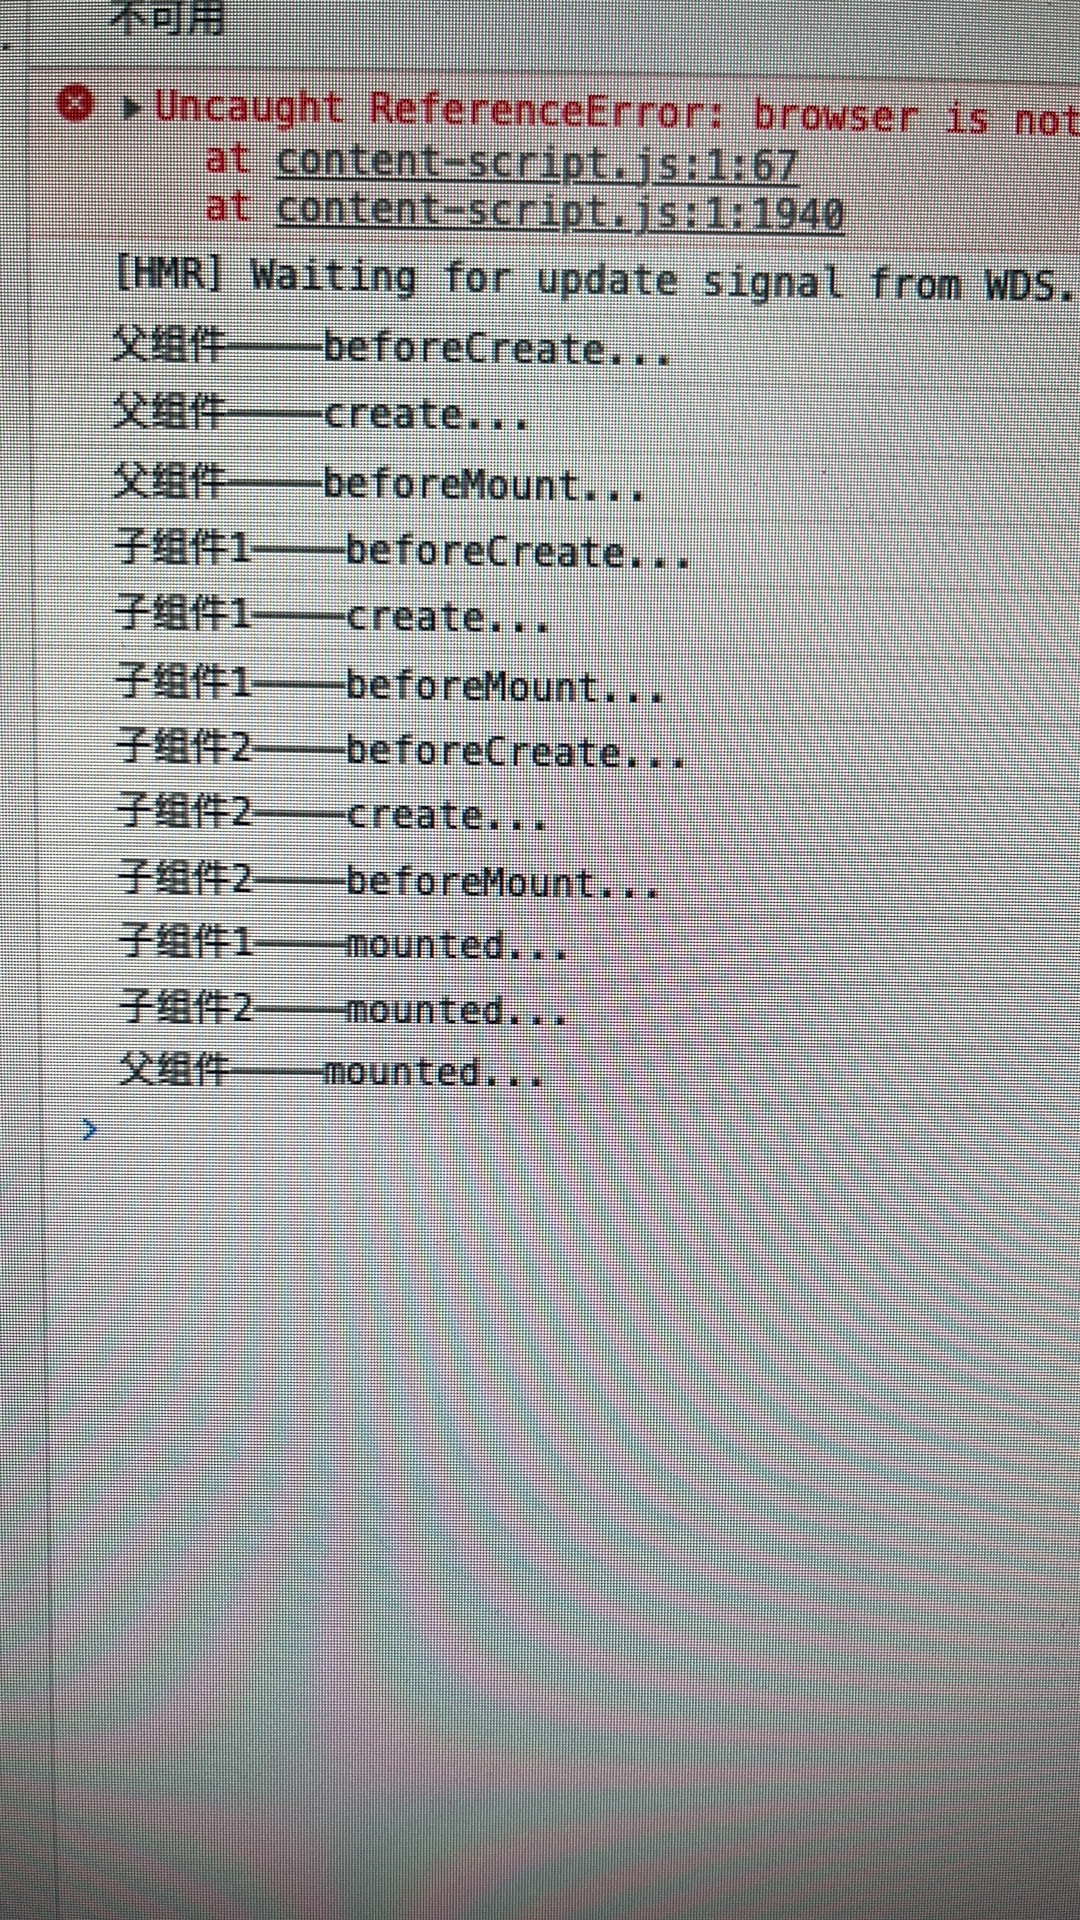 不可用
Uncaught ReferenceError: browser is not
at content-script.js:1:67
at content-script.js:1:1940
[HMR] Waiting for update signal from WDS.
父组件——beforeCreate...
父组件——create...
父组件——beforeMount...
子组件1——beforeCreate...
子组件1——create...
子组件1——beforeMount...
子组件2——beforeCreate...
子组件2——create...
子组件2——beforeMount...
子组件1——mounted...
子组件2——mounted...
父组件——mounted...
>